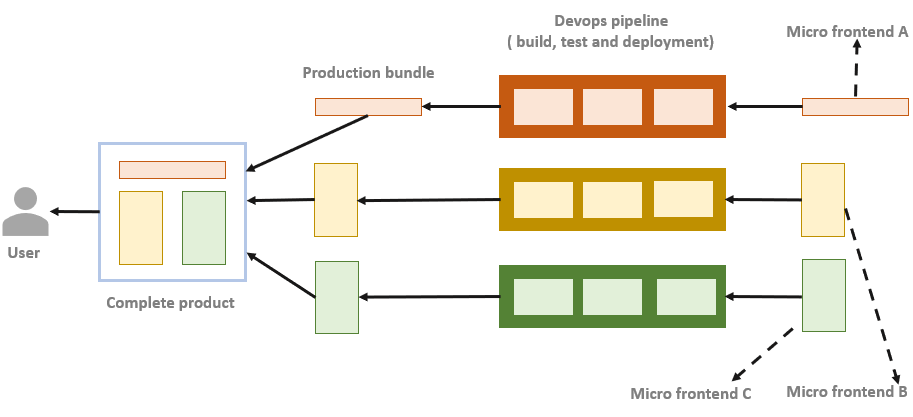 Devops pipeline
( build, test and deployment)
Micro frontend A
Production bundle
User
Complete product
Micro frontend C
Micro frontend B